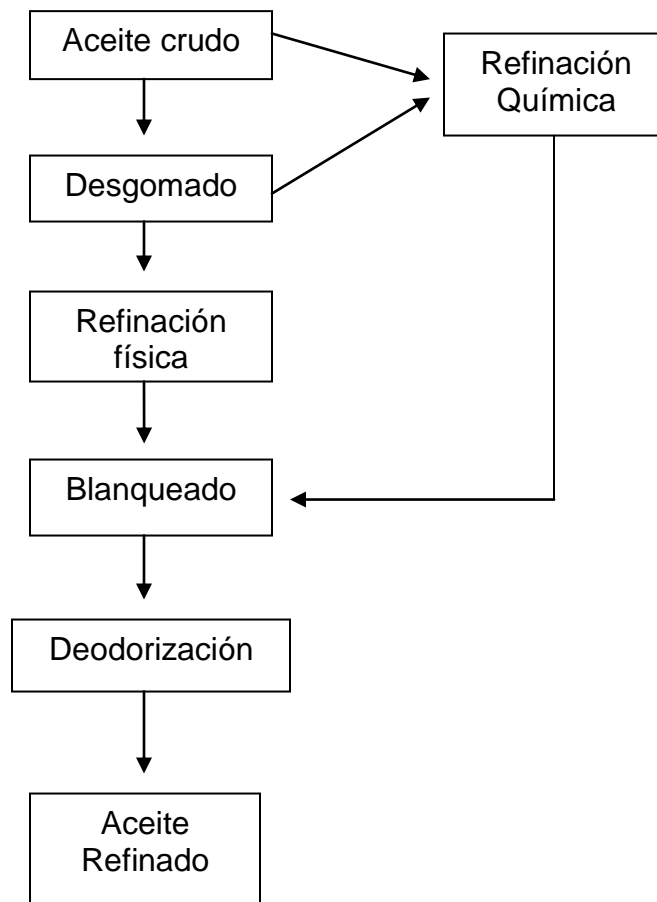 Aceite crudo
Refinación
Química
Desgomado
Refinación
física
Blanqueado
Deodorización
Aceite
Refinado